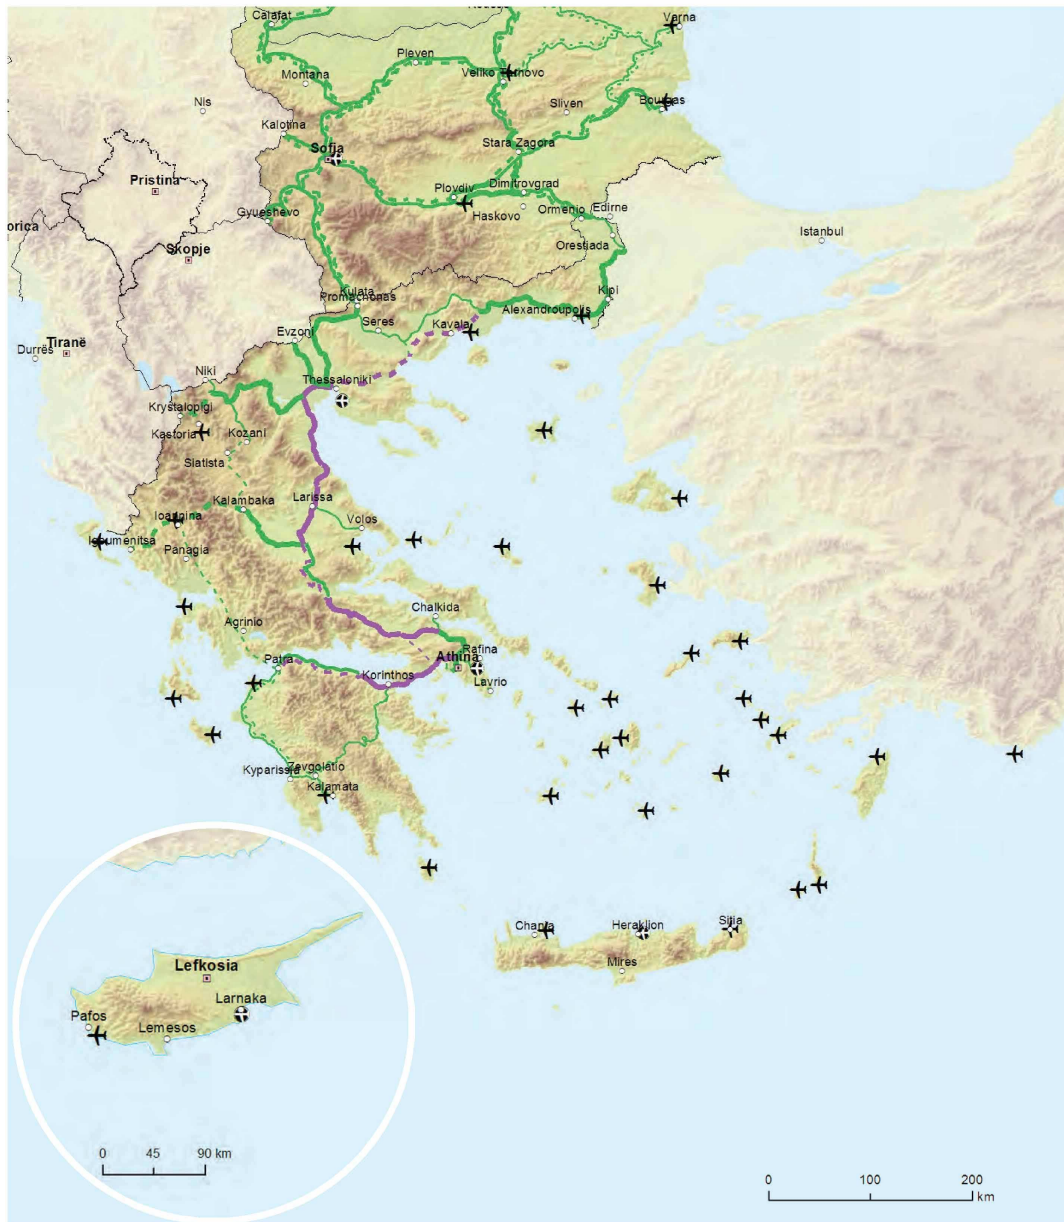 Calafat
Varna
Pleven
Montana
Veliko Tarnovo
Nis
Bourgas
Sliven
Kalotina
Sofia
Stara Zagora
Pristina
Plovdiv
Dimitrovgrad
Haskovo
Ormenio
Edirne
Gyueshevo
orica
Istanbul
Orestiada
Skopje
Kulata
Promachonas
Kipi
Alexandroupolis
Seres
Kavala
Evzoni
Tiranë
Durrës
Niki
Thessaloniki
Krystalopigi
Kastoria
Kozani
Siatista
Larissa
Kalambaka
Ioannina
Volos
Igoumenitsa
Panagia
Chalkida
Agrinio
Rafina
Athina
Patra
Korinthos
Lavrio
Zevgolatio
Kyparissia
Kalamata
Chania
Heraklion
Sitia
Mires
Lefkosia
Larnaka
Pafos
Lemesos
0 45 90 km
0 100 200
km